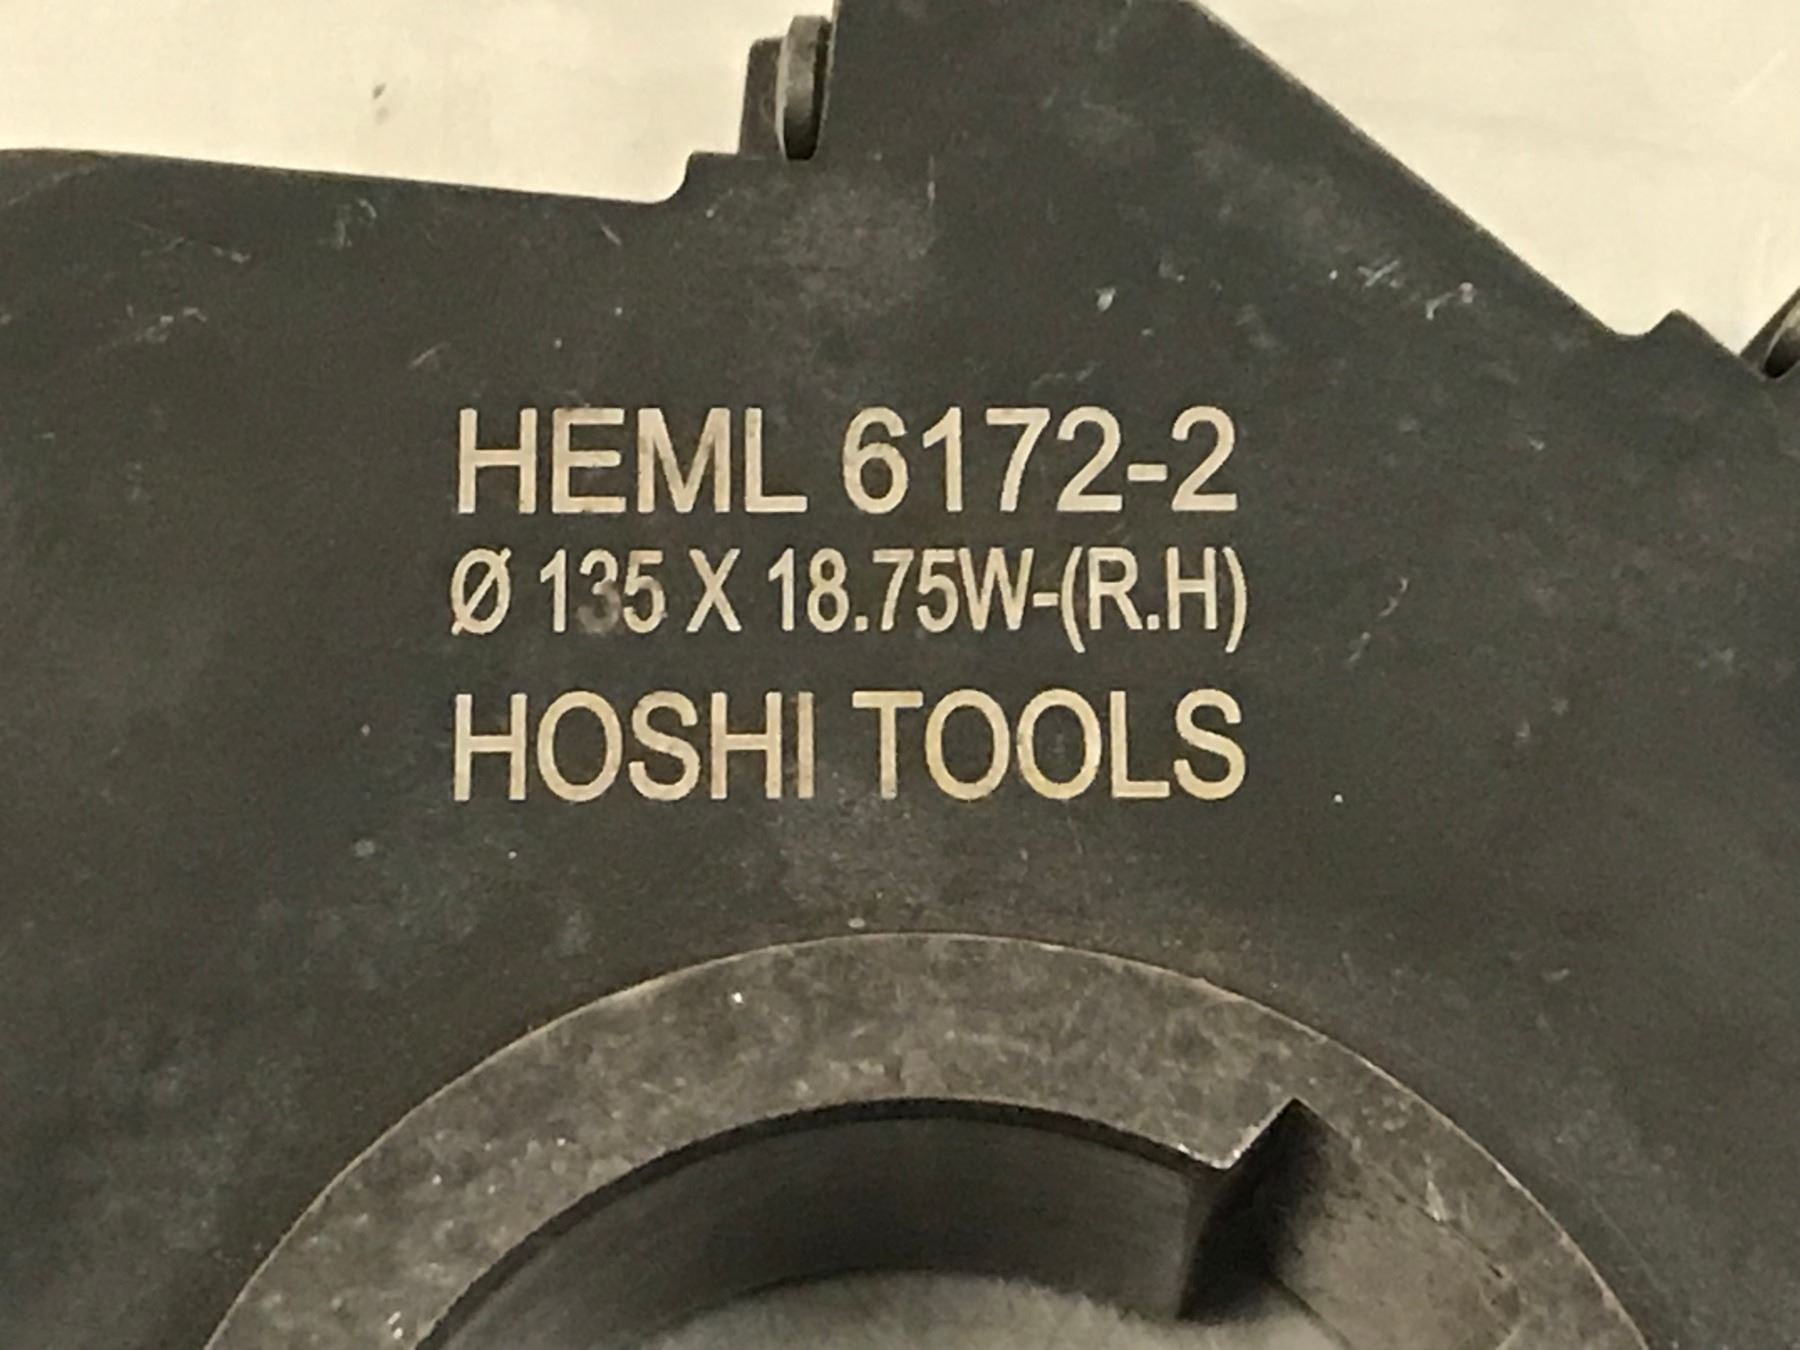 HEML 6172-2
Ø 135 X 18.75W-(R.H)
HOSHI TOOLS